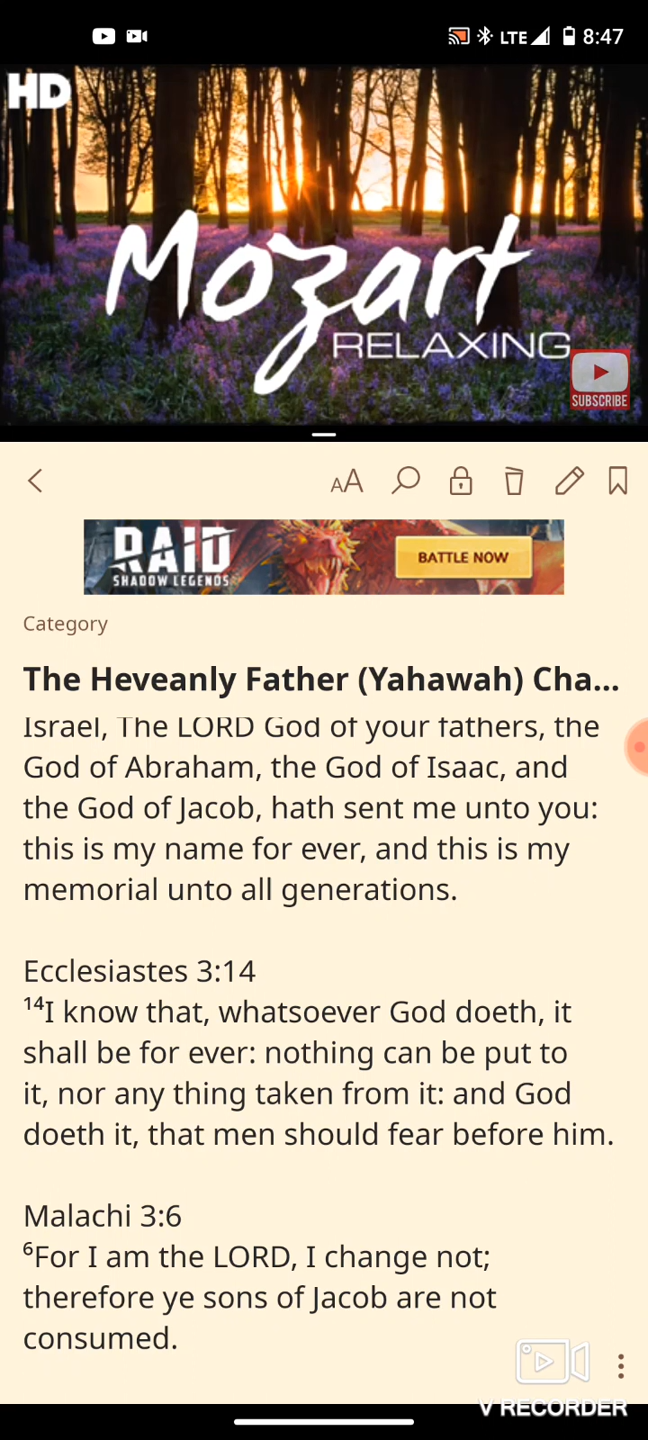 LTE 8:47
HD
Mozart
RELAXING
SUBSCRIBE
AA
RAID
SHADOW LEGENDS
BATTLE NOW
Category
The Heveanly Father (Yahawah) Cha...
Israel, The LORD God of your fathers, the
God of Abraham, the God of Isaac, and
the God of Jacob, hath sent me unto you:
this is my name for ever, and this is my
memorial unto all generations.
Ecclesiastes 3:14
¹⁴I know that, whatsoever God doeth, it
shall be for ever: nothing can be put to
it, nor any thing taken from it: and God
doeth it, that men should fear before him.
Malachi 3:6
⁶For I am the LORD, I change not;
therefore ye sons of Jacob are not
consumed.
V RECORDER